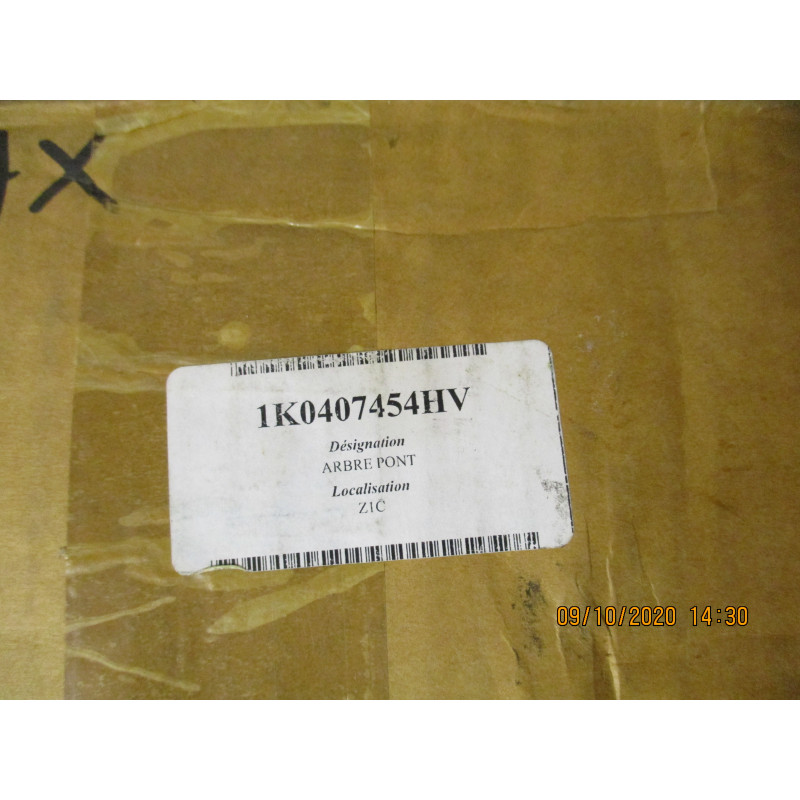 X
1K0407454HV
Désignation
ARBRE PONT
Localisation
Z1C
09/10/2020 14:30